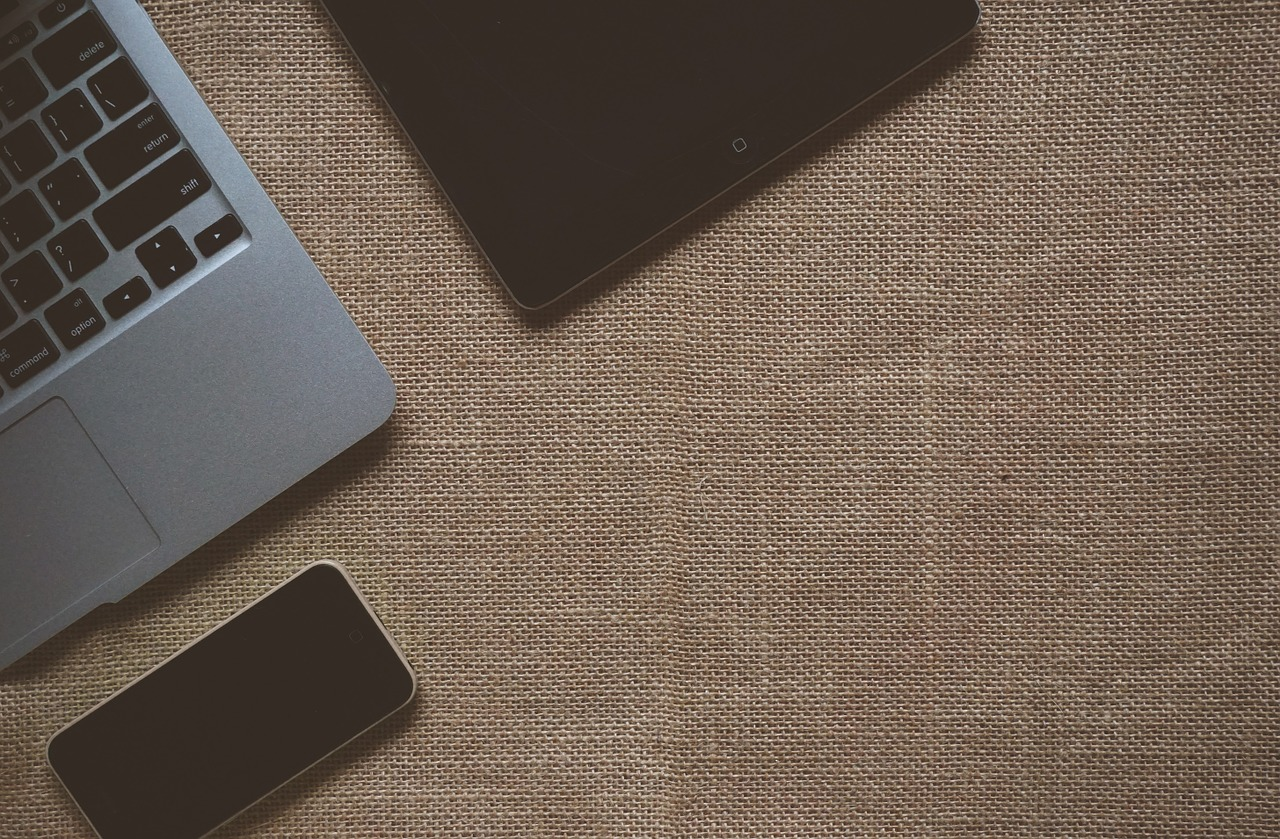 delete
+
=
|
\
}
]
{
[
enter
return
"
'
:
;
shift
?
/
>
.
alt
option
⌘
command